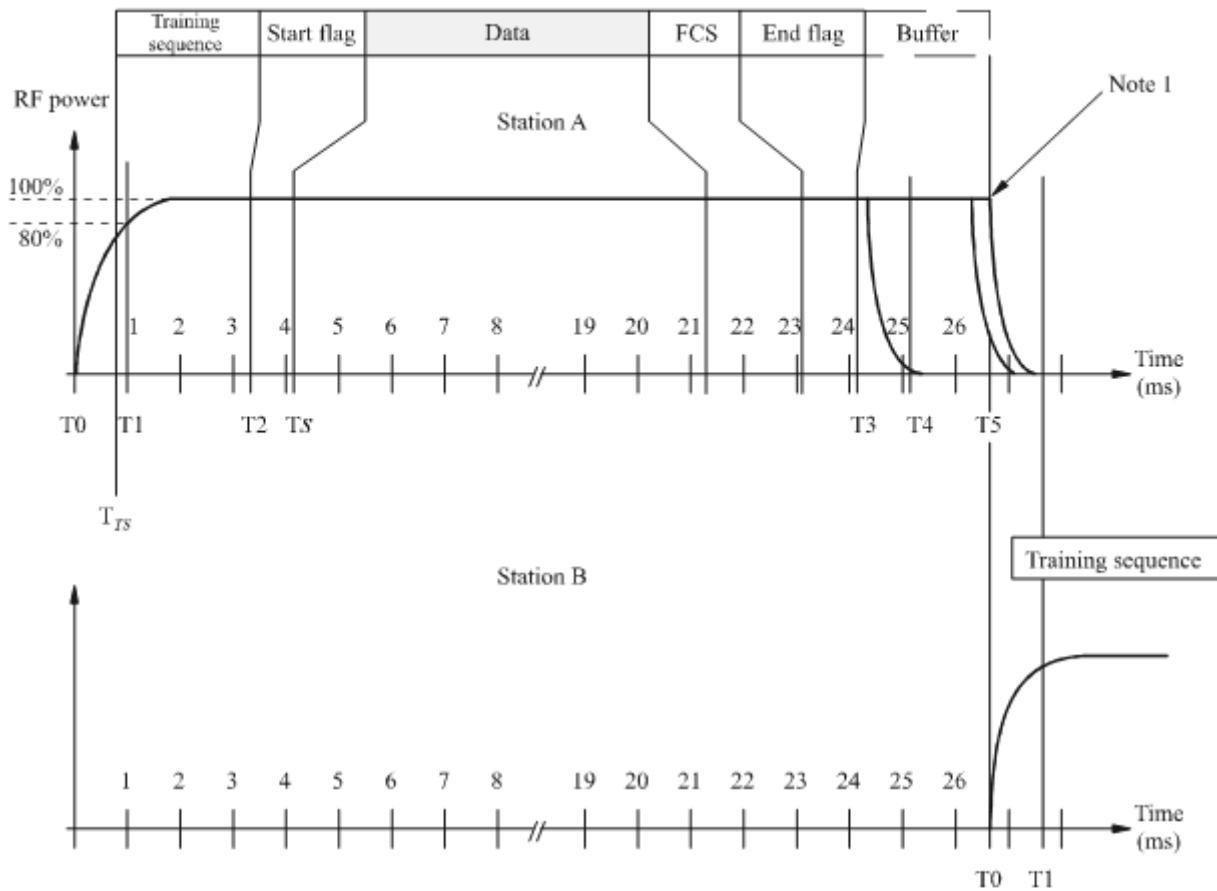 Training sequence
Start flag
Data
FCS
End flag
Buffer
RF power
Station A
Note 1
100%
80%
1 2 3 4 5 6 7 8 19 20 21 22 23 24 25 26
//
Time (ms)
T0 T1 T2 TS T3 T4 T5
T_TS
Training sequence
Station B
1 2 3 4 5 6 7 8 19 20 21 22 23 24 25 26
//
Time (ms)
T0 T1